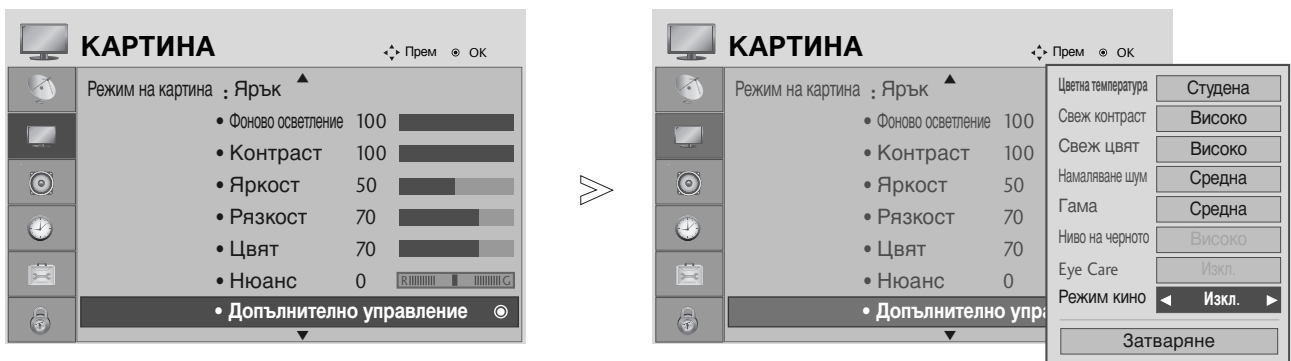 КАРТИНА
Прем ОК
Режим на картина : Ярък
• Фоново осветление 100
• Контраст 100
• Яркост 50
• Рязкост 70
• Цвят 70
• Нюанс 0 R G
• Допълнително управление
КАРТИНА
Прем ОК
Режим на картина : Ярък
• Фоново осветление 100
• Контраст 100
• Яркост 50
• Рязкост 70
• Цвят 70
• Нюанс 0
• Допълнително упра
Цветна температура Студена
Свеж контраст Високо
Свеж цвят Високо
Намаляване шум Средна
Гама Средна
Ниво на черното Високо
Eye Care Изкл.
Режим кино ◄ Изкл. ►
Затваряне